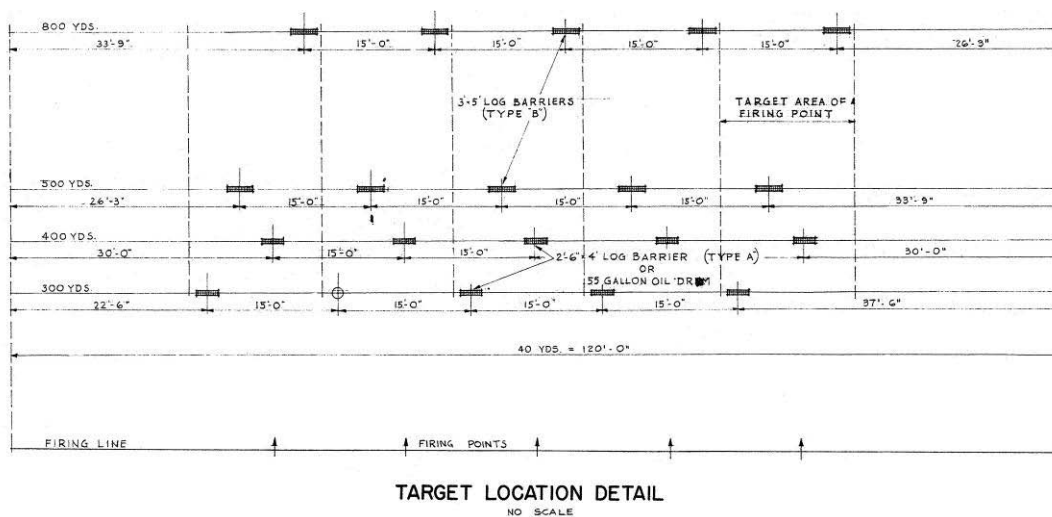 800 YDS.
33'-9" 15'-0" 15'-0" 15'-0" 15'-0" 26'-9"
3'×5' LOG BARRIERS
(TYPE "B")
TARGET AREA OF
FIRING POINT
500 YDS.
26'-3" 15'-0" 15'-0" 15'-0" 15'-0" 33'-9"
400 YDS.
30'-0" 15'-0" 15'-0" 30'-0"
2'-6"×4' LOG BARRIER (TYPE A)
OR
55 GALLON OIL DRUM
300 YDS.
22'-6" 15'-0" 15'-0" 15'-0" 15'-0" 37'-6"
40 YDS. = 120'-0"
FIRING LINE FIRING POINTS
TARGET LOCATION DETAIL
NO SCALE